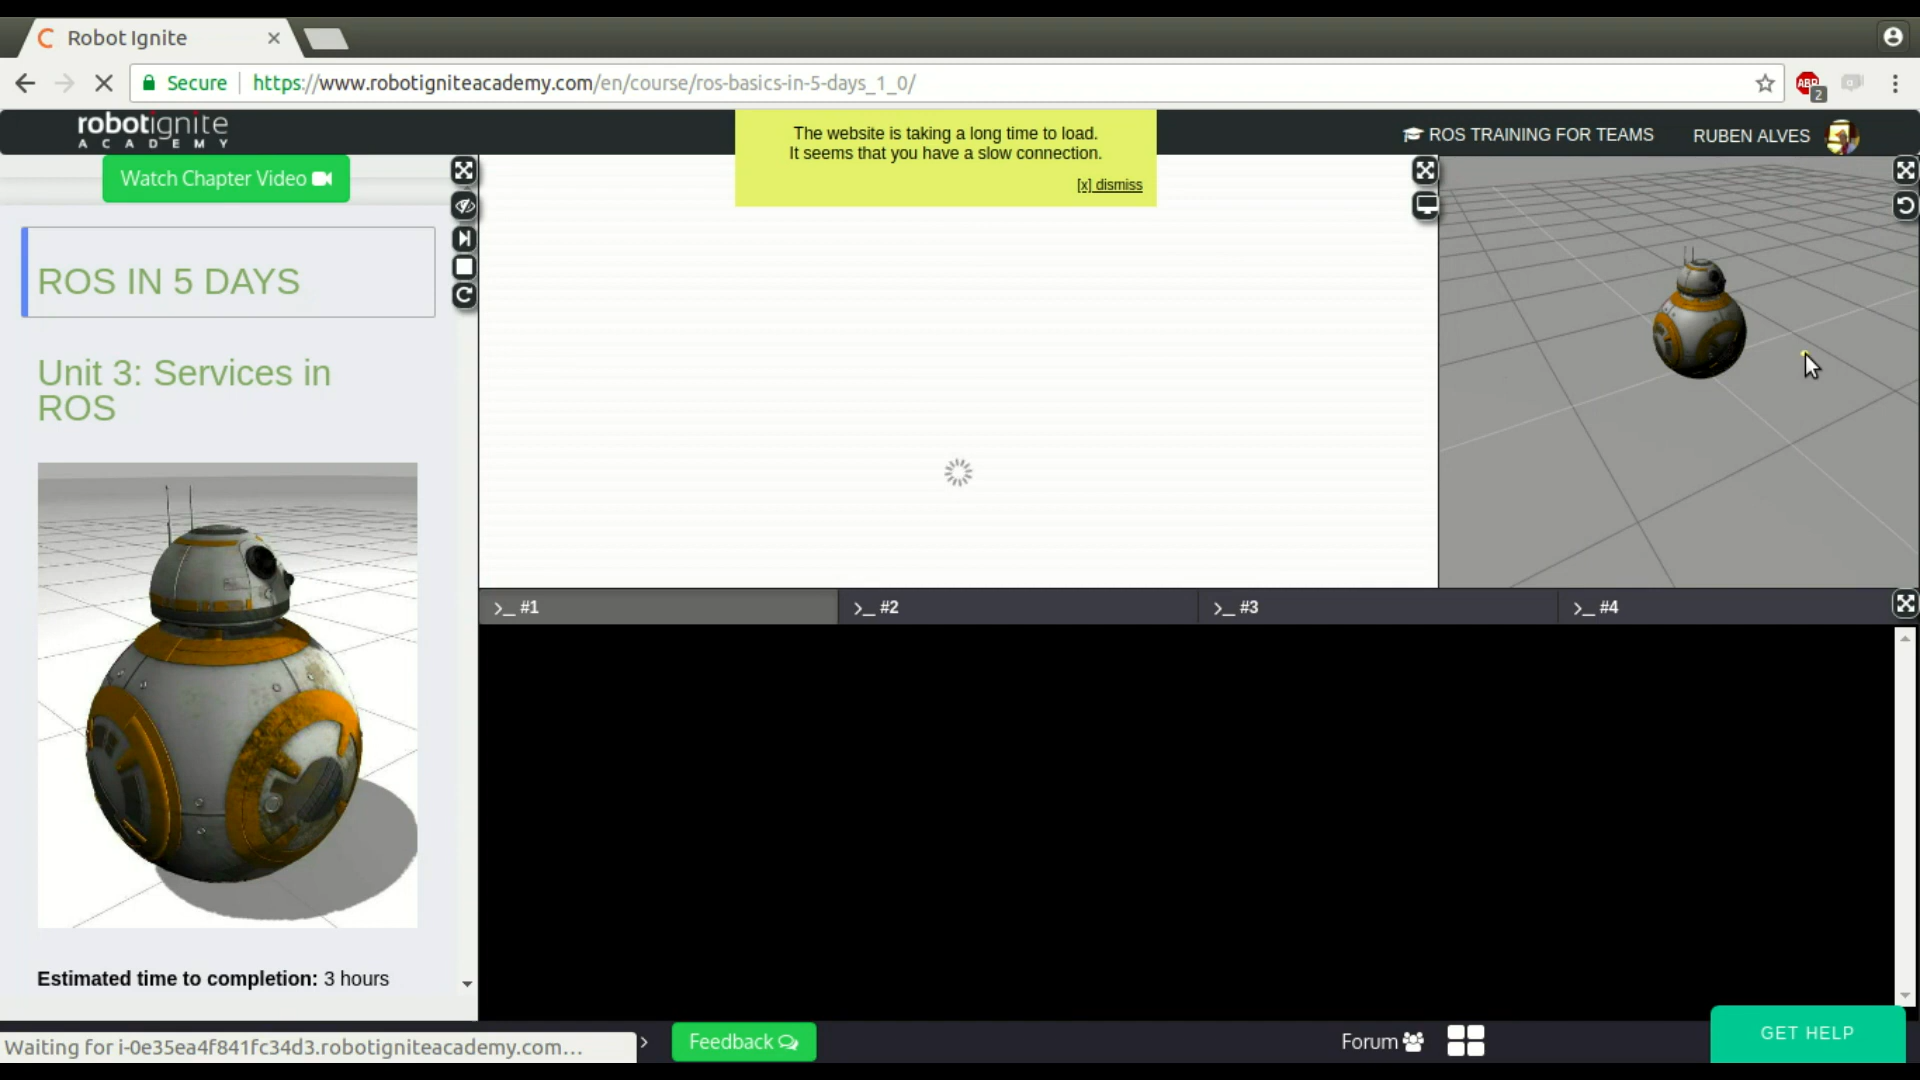 Robot Ignite
Secure
https://www.robotigniteacademy.com/en/course/ros-basics-in-5-days_1_0/
ABP
2
robotignite
ACADEMY
The website is taking a long time to load.
It seems that you have a slow connection.
[x] dismiss
ROS TRAINING FOR TEAMS
RUBEN ALVES
Watch Chapter Video
ROS IN 5 DAYS
Unit 3: Services in
ROS
>_ #1
>_ #2
>_ #3
>_ #4
Estimated time to completion: 3 hours
Waiting for i-0e35ea4f841fc34d3.robotigniteacademy.com...
Feedback
Forum
GET HELP